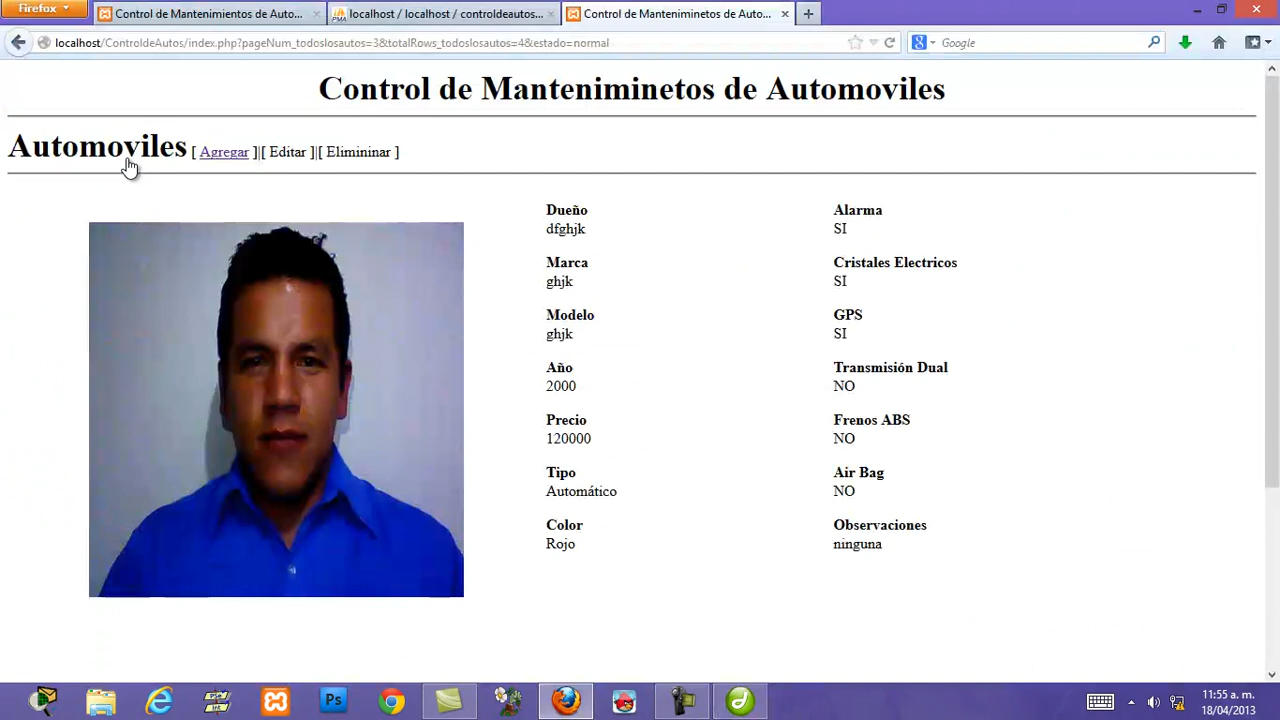 Firefox
Control de Mantenimientos de Auto...
localhost / localhost / controldeautos...
Control de Manteniminetos de Auto...
localhost/ControldeAutos/index.php?pageNum_todoslosautos=3&totalRows_todoslosautos=4&estado=normal
Google
Control de Manteniminetos de Automoviles
Automoviles [ Agregar ]|[ Editar ]|[ Elimininar ]
Dueño
dfghjk
Marca
ghjk
Modelo
ghjk
Año
2000
Precio
120000
Tipo
Automático
Color
Rojo
Alarma
SI
Cristales Electricos
SI
GPS
SI
Transmisión Dual
NO
Frenos ABS
NO
Air Bag
NO
Observaciones
ninguna
Ps
11:55 a. m.
18/04/2013